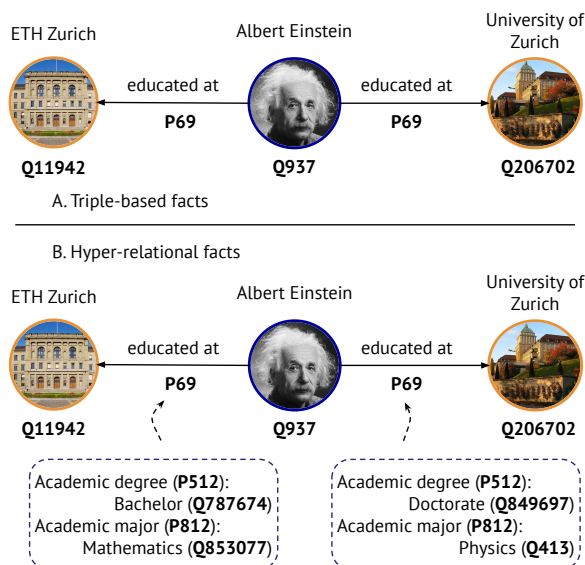 ETH Zurich
Albert Einstein
University of
Zurich
educated at
educated at
P69
P69
Q11942
Q937
Q206702
A. Triple-based facts
B. Hyper-relational facts
ETH Zurich
Albert Einstein
University of
Zurich
educated at
educated at
P69
P69
Q11942
Q937
Q206702
Academic degree (P512):
Bachelor (Q787674)
Academic major (P812):
Mathematics (Q853077)
Academic degree (P512):
Doctorate (Q849697)
Academic major (P812):
Physics (Q413)